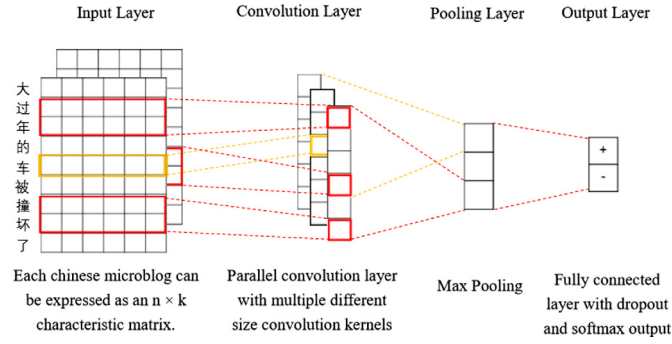 Input Layer
Convolution Layer
Pooling Layer
Output Layer
大
过
年
的
车
被
撞
坏
了
+
-
Each chinese microblog can
be expressed as an n × k
characteristic matrix.
Parallel convolution layer
with multiple different
size convolution kernels
Max Pooling
Fully connected
layer with dropout
and softmax output